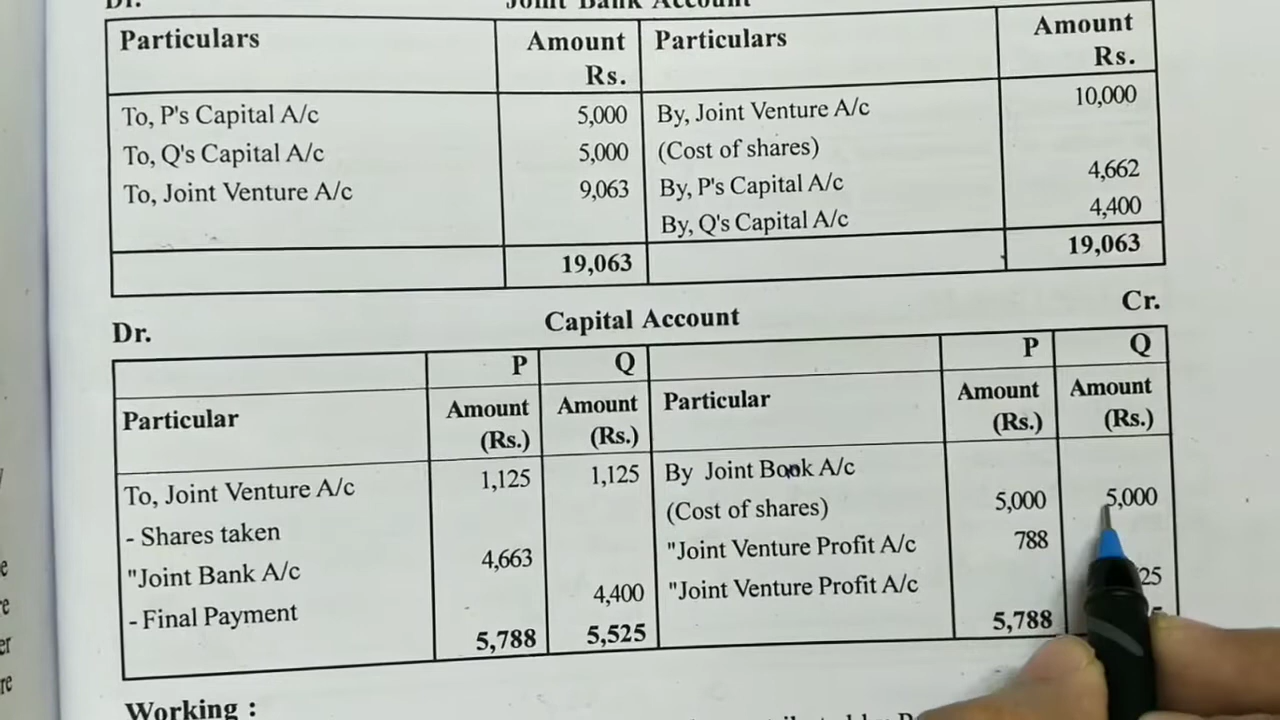 Dr. Joint Bank Account
Particulars Amount Rs. Particulars Amount Rs.
To, P's Capital A/c 5,000 By, Joint Venture A/c 10,000
To, Q's Capital A/c 5,000 (Cost of shares)
To, Joint Venture A/c 9,063 By, P's Capital A/c 4,662
By, Q's Capital A/c 4,400
19,063 19,063
Dr. Capital Account Cr.
P Q P Q
Particular Amount (Rs.) Amount (Rs.) Particular Amount (Rs.) Amount (Rs.)
To, Joint Venture A/c 1,125 1,125 By Joint Book A/c
- Shares taken (Cost of shares) 5,000 5,000
"Joint Bank A/c 4,663 "Joint Venture Profit A/c 788
- Final Payment 4,400 "Joint Venture Profit A/c
5,788 5,525 5,788
Working :